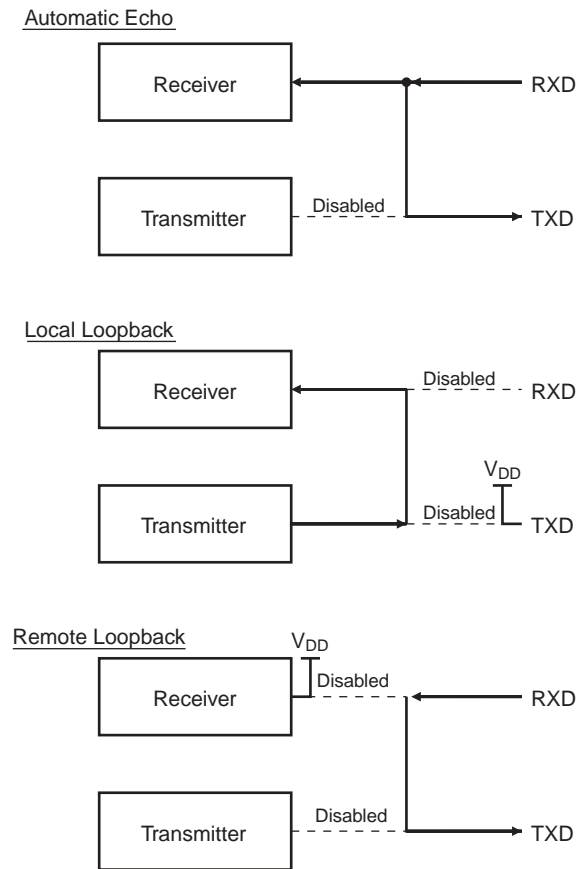 Automatic Echo
Receiver
RXD
Transmitter
Disabled
TXD
Local Loopback
Receiver
Disabled
RXD
VDD
Transmitter
Disabled
TXD
Remote Loopback
VDD
Receiver
Disabled
RXD
Transmitter
Disabled
TXD